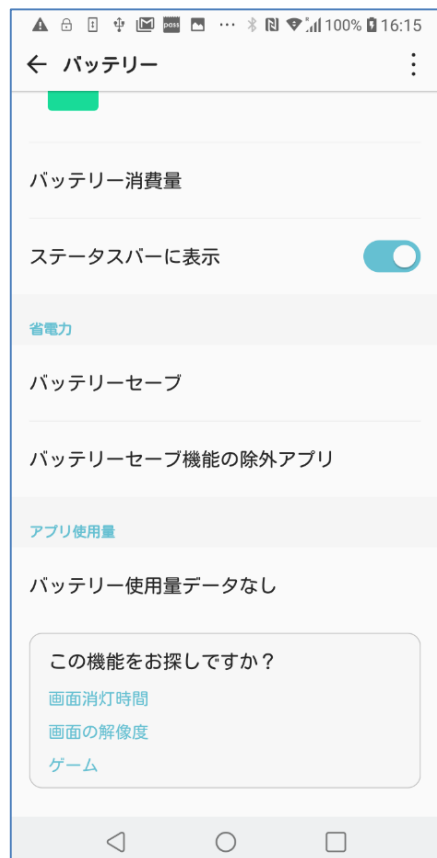 100% 16:15
バッテリー
バッテリー消費量
ステータスバーに表示
省電力
バッテリーセーブ
バッテリーセーブ機能の除外アプリ
アプリ使用量
バッテリー使用量データなし
この機能をお探しですか？
画面消灯時間
画面の解像度
ゲーム